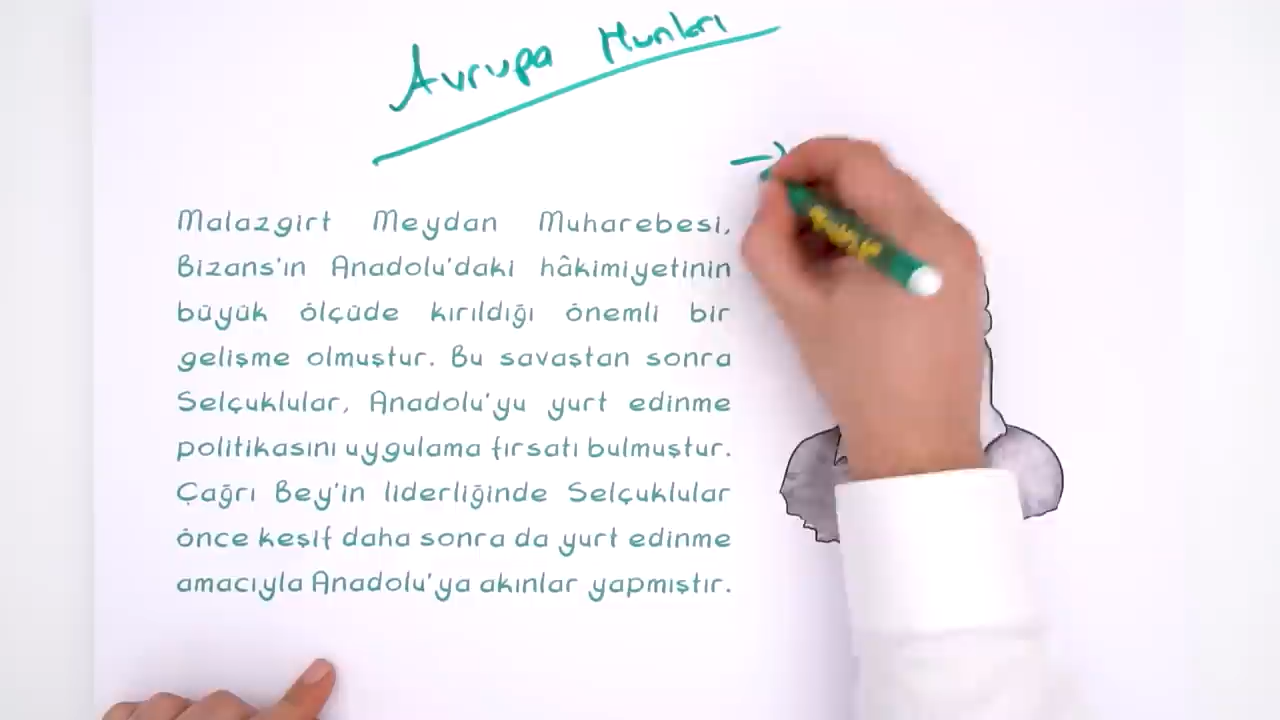 Avrupa Hunları
Malazgirt Meydan Muharebesi,
Bizans'ın Anadolu'daki hâkimiyetinin
büyük ölçüde kırıldığı önemli bir
gelişme olmuştur. Bu savaştan sonra
Selçuklular, Anadolu'yu yurt edinme
politikasını uygulama fırsatı bulmuştur.
Çağrı Bey'in liderliğinde Selçuklular
önce keşif daha sonra da yurt edinme
amacıyla Anadolu'ya akınlar yapmıştır.